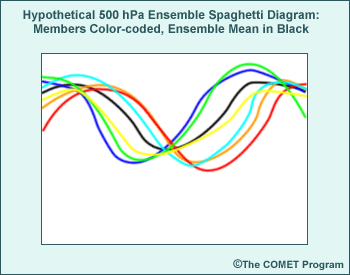 Hypothetical 500 hPa Ensemble Spaghetti Diagram:
Members Color-coded, Ensemble Mean in Black
©The COMET Program